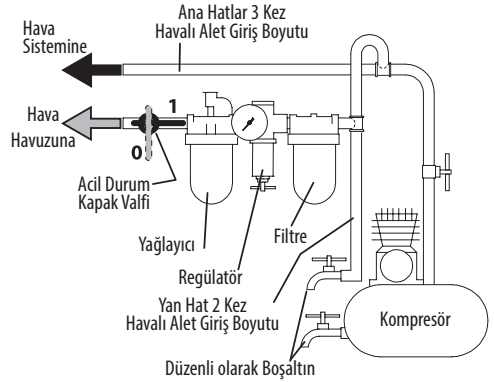 Ana Hatlar 3 Kez
Havalı Alet Giriş Boyutu
Hava
Sistemine
Hava
Havuzuna
1
0
Acil Durum
Kapak Valfi
Yağlayıcı
Regülatör
Filtre
Yan Hat 2 Kez
Havalı Alet Giriş Boyutu
Kompresör
Düzenli olarak Boşaltın